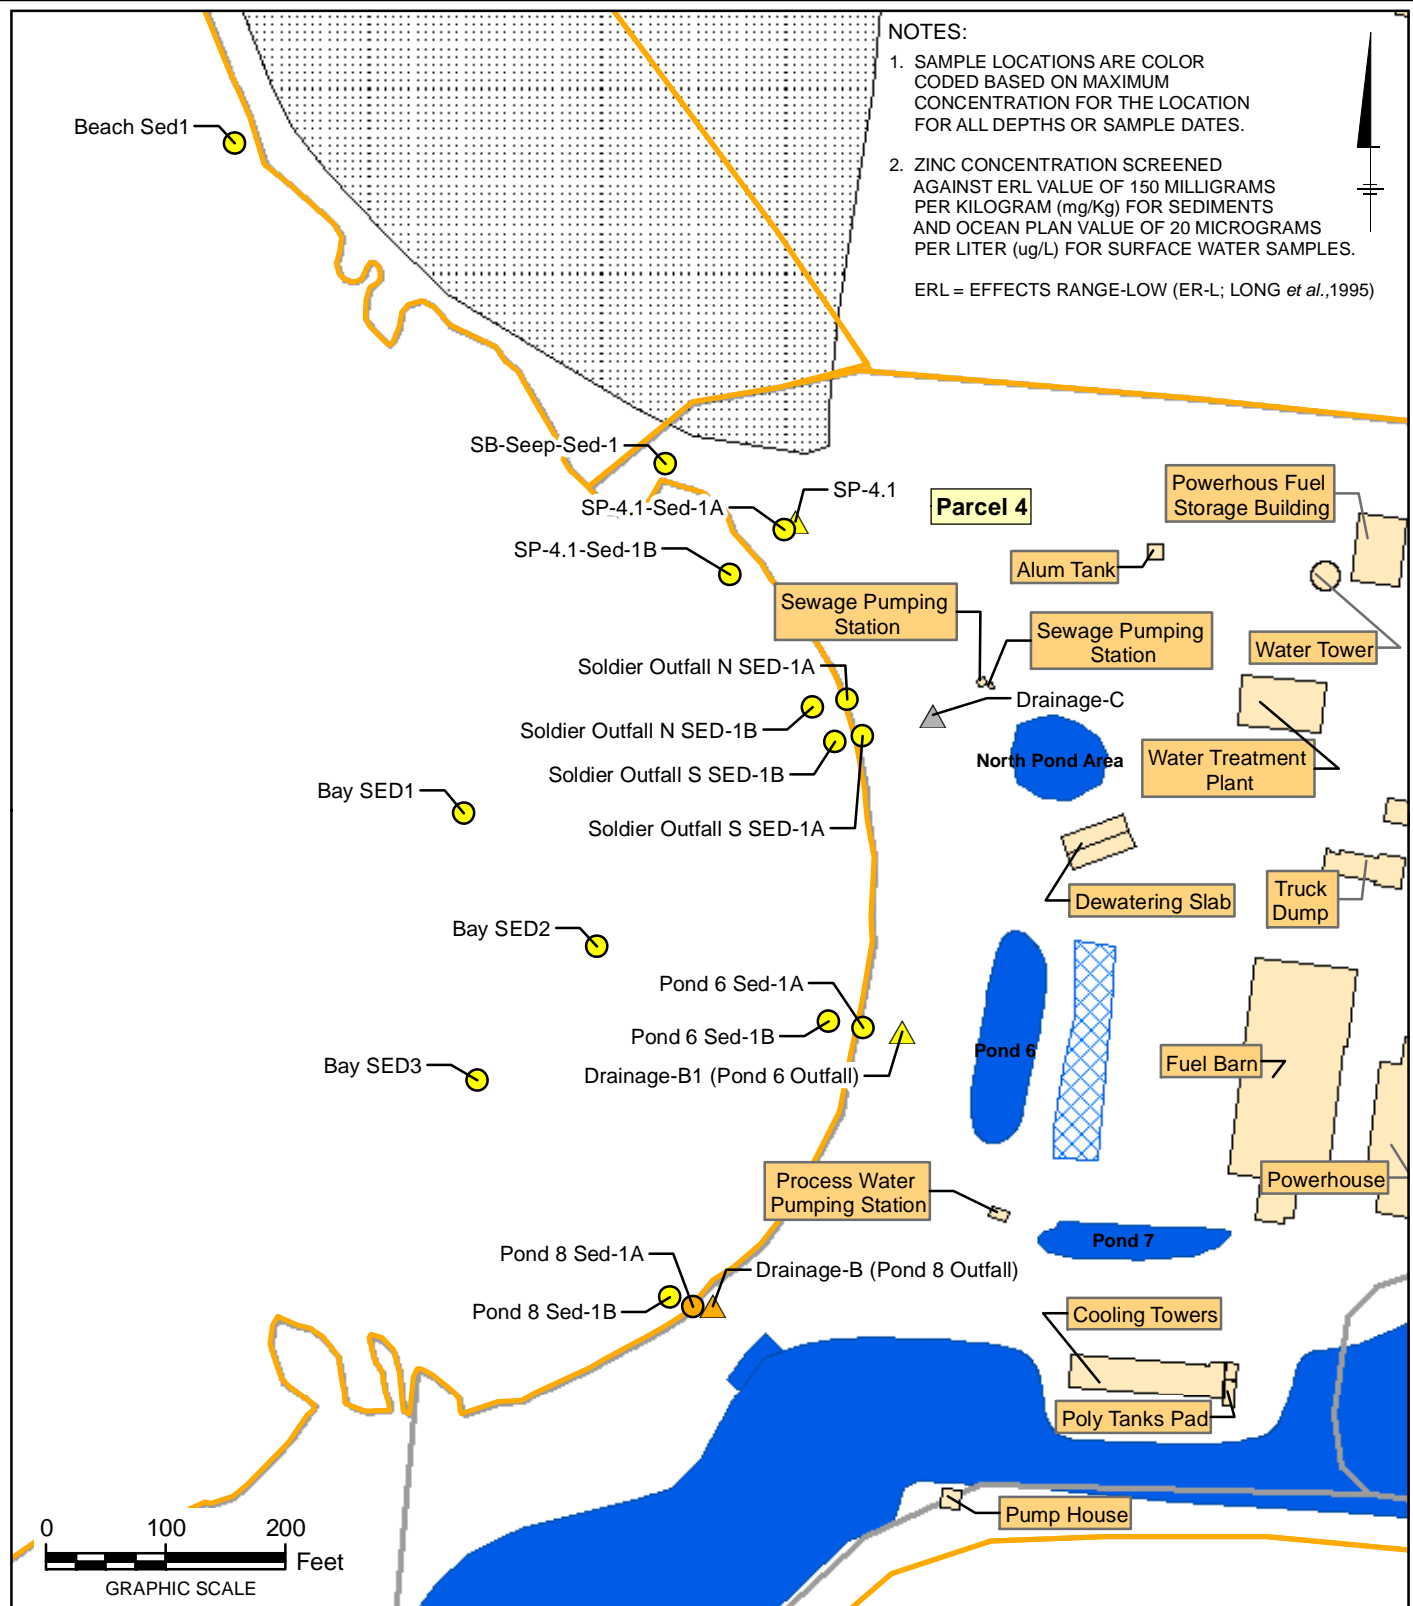 NOTES:
1. SAMPLE LOCATIONS ARE COLOR
CODED BASED ON MAXIMUM
CONCENTRATION FOR THE LOCATION
FOR ALL DEPTHS OR SAMPLE DATES.
2. ZINC CONCENTRATION SCREENED
AGAINST ERL VALUE OF 150 MILLIGRAMS
PER KILOGRAM (mg/Kg) FOR SEDIMENTS
AND OCEAN PLAN VALUE OF 20 MICROGRAMS
PER LITER (ug/L) FOR SURFACE WATER SAMPLES.
ERL = EFFECTS RANGE-LOW (ER-L; LONG et al.,1995)
Beach Sed1
SB-Seep-Sed-1
SP-4.1
SP-4.1-Sed-1A
SP-4.1-Sed-1B
Parcel 4
Powerhous Fuel
Storage Building
Alum Tank
Sewage Pumping
Station
Sewage Pumping
Station
Water Tower
Soldier Outfall N SED-1A
Drainage-C
Soldier Outfall N SED-1B
North Pond Area
Water Treatment
Plant
Soldier Outfall S SED-1B
Bay SED1
Soldier Outfall S SED-1A
Truck
Dump
Dewatering Slab
Bay SED2
Pond 6 Sed-1A
Pond 6 Sed-1B
Pond 6
Bay SED3
Fuel Barn
Drainage-B1 (Pond 6 Outfall)
Process Water
Pumping Station
Powerhouse
Pond 7
Pond 8 Sed-1A
Drainage-B (Pond 8 Outfall)
Pond 8 Sed-1B
Cooling Towers
Poly Tanks Pad
Pump House
0 100 200
Feet
GRAPHIC SCALE